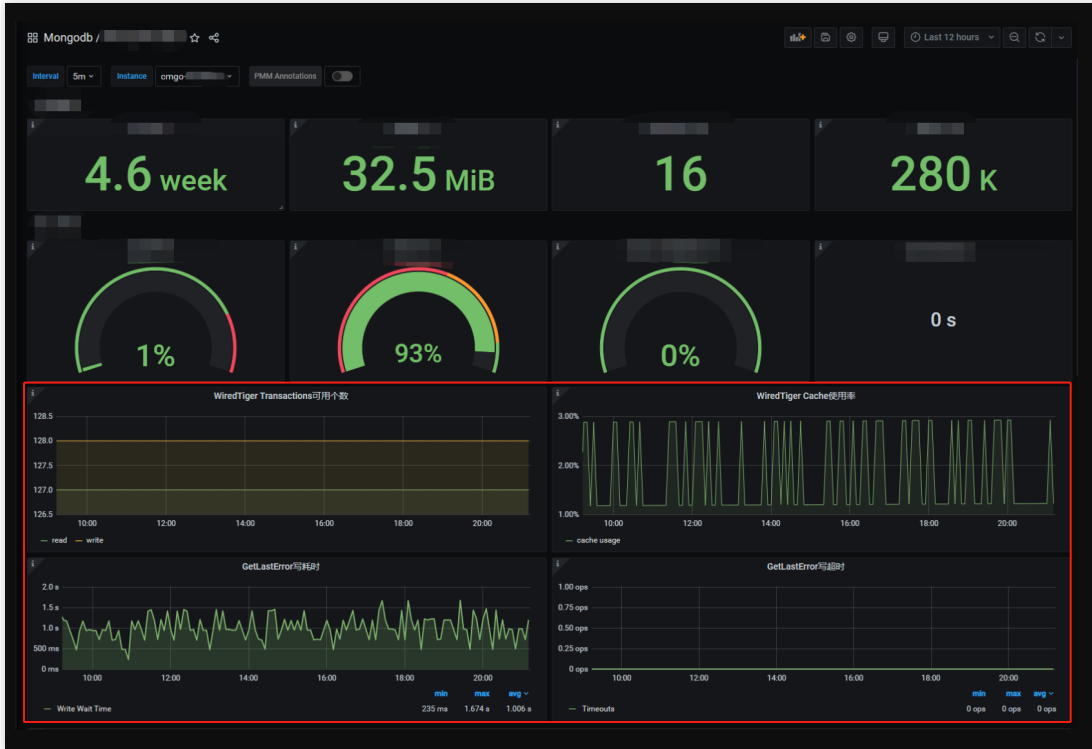 Mongodb /
Last 12 hours
Interval 5m Instance cmgo- PMM Annotations
4.6 week
32.5 MiB
16
280 K
1%
93%
0%
0 s
WiredTiger Transactions可用个数
128.5
128.0
127.5
127.0
126.5
10:00 12:00 14:00 16:00 18:00 20:00
read write
WiredTiger Cache使用率
3.00%
2.00%
1.00%
10:00 12:00 14:00 16:00 18:00 20:00
cache usage
GetLastError写耗时
2.0 s
1.5 s
1.0 s
500 ms
0 ms
10:00 12:00 14:00 16:00 18:00 20:00
min max avg
Write Wait Time 235 ms 1.674 s 1.006 s
GetLastError写超时
1.00 ops
0.75 ops
0.50 ops
0.25 ops
0 ops
10:00 12:00 14:00 16:00 18:00 20:00
min max avg
Timeouts 0 ops 0 ops 0 ops